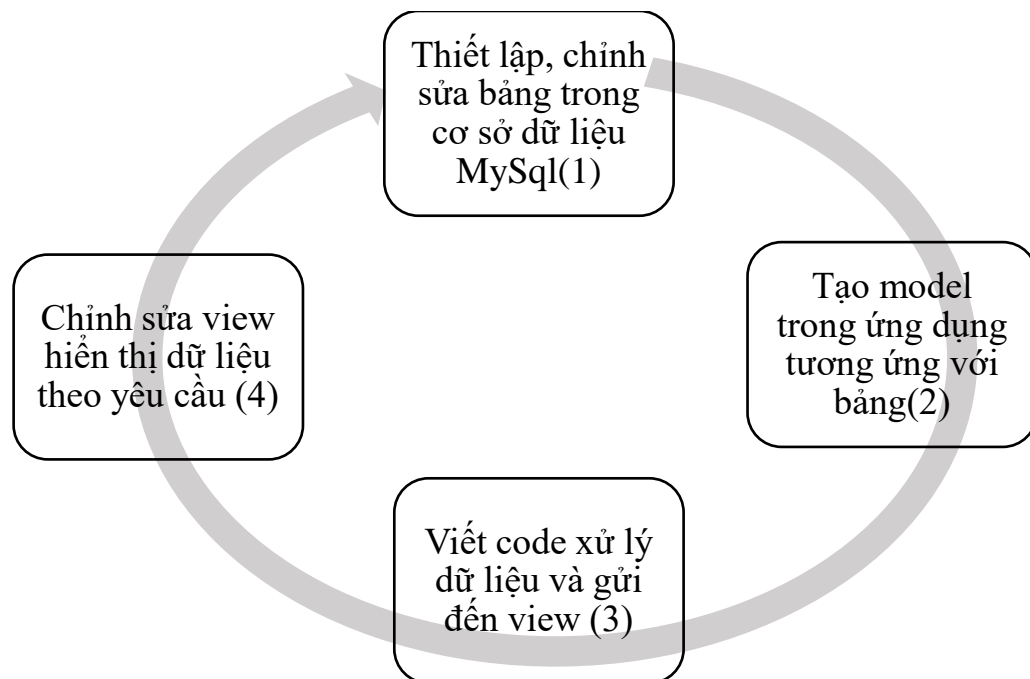 Thiết lập, chỉnh
sửa bảng trong
cơ sở dữ liệu
MySql(1)
Tạo model
trong ứng dụng
tương ứng với
bảng(2)
Viết code xử lý
dữ liệu và gửi
đến view (3)
Chỉnh sửa view
hiển thị dữ liệu
theo yêu cầu (4)